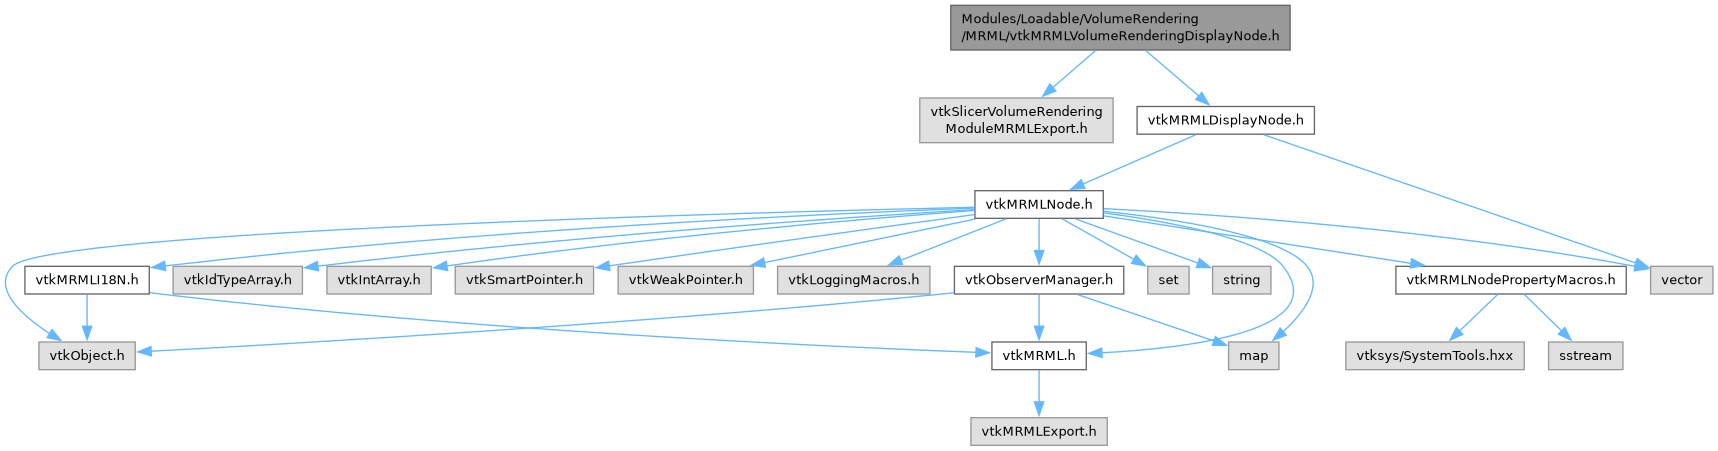 Modules/Loadable/VolumeRendering
/MRML/vtkMRMLVolumeRenderingDisplayNode.h
vtkSlicerVolumeRendering
ModuleMRMLExport.h
vtkMRMLDisplayNode.h
vtkMRMLNode.h
vtkMRMLI18N.h
vtkIdTypeArray.h
vtkIntArray.h
vtkSmartPointer.h
vtkWeakPointer.h
vtkLoggingMacros.h
vtkObserverManager.h
set
string
vtkMRMLNodePropertyMacros.h
vector
vtkObject.h
vtkMRML.h
map
vtksys/SystemTools.hxx
sstream
vtkMRMLExport.h